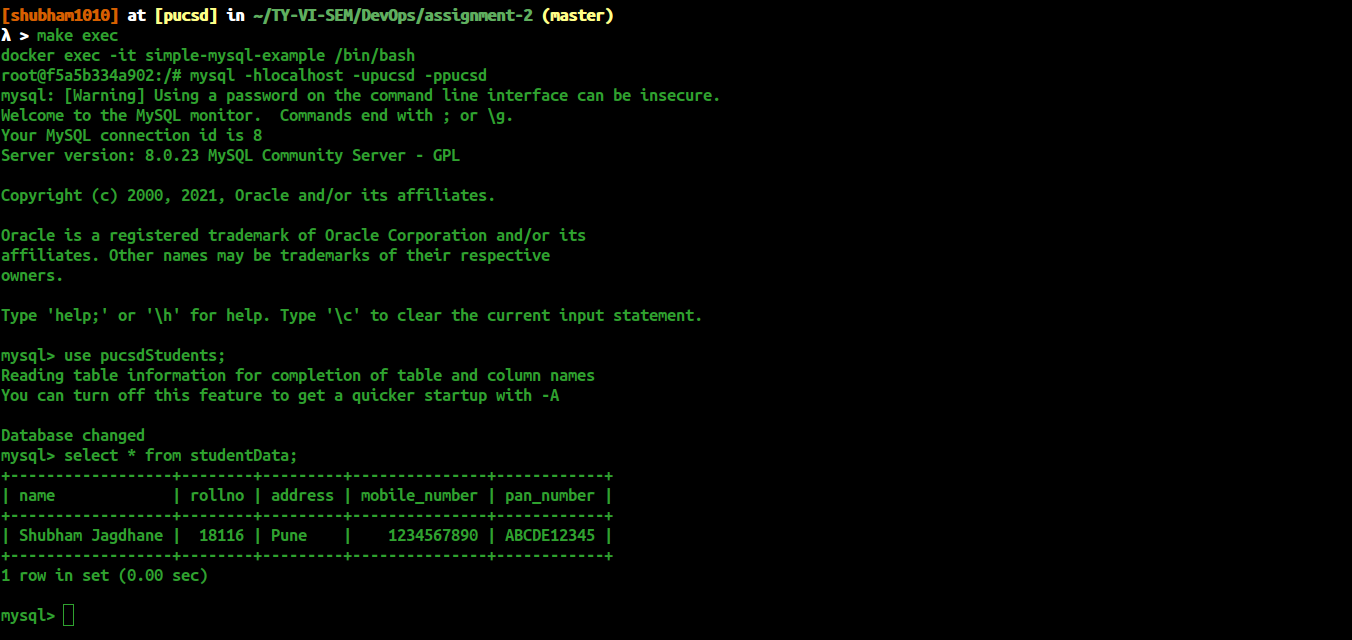 [shubham1010] at [pucsd] in ~/TY-VI-SEM/DevOps/assignment-2 (master)
λ > make exec
docker exec -it simple-mysql-example /bin/bash
root@f5a5b334a902:/# mysql -hlocalhost -upucsd -ppucsd
mysql: [Warning] Using a password on the command line interface can be insecure.
Welcome to the MySQL monitor.  Commands end with ; or \g.
Your MySQL connection id is 8
Server version: 8.0.23 MySQL Community Server - GPL

Copyright (c) 2000, 2021, Oracle and/or its affiliates.

Oracle is a registered trademark of Oracle Corporation and/or its
affiliates. Other names may be trademarks of their respective
owners.

Type 'help;' or '\h' for help. Type '\c' to clear the current input statement.

mysql> use pucsdStudents;
Reading table information for completion of table and column names
You can turn off this feature to get a quicker startup with -A

Database changed
mysql> select * from studentData;
+------------------+--------+---------+---------------+------------+
| name             | rollno | address | mobile_number | pan_number |
+------------------+--------+---------+---------------+------------+
| Shubham Jagdhane |  18116 | Pune    |    1234567890 | ABCDE12345 |
+------------------+--------+---------+---------------+------------+
1 row in set (0.00 sec)

mysql>